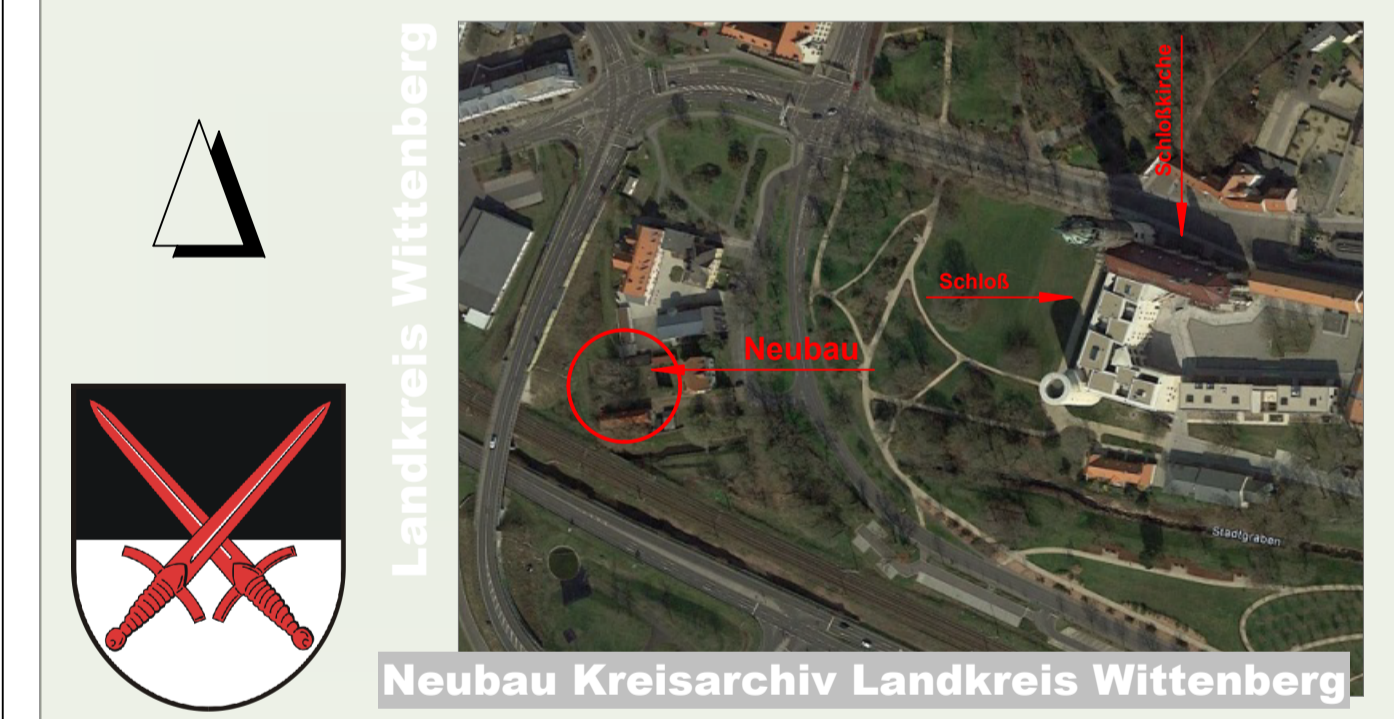 Landkreis Wittenberg
Schloßkirche
Schloß
Neubau
Stadtgraben
Neubau Kreisarchiv Landkreis Wittenberg